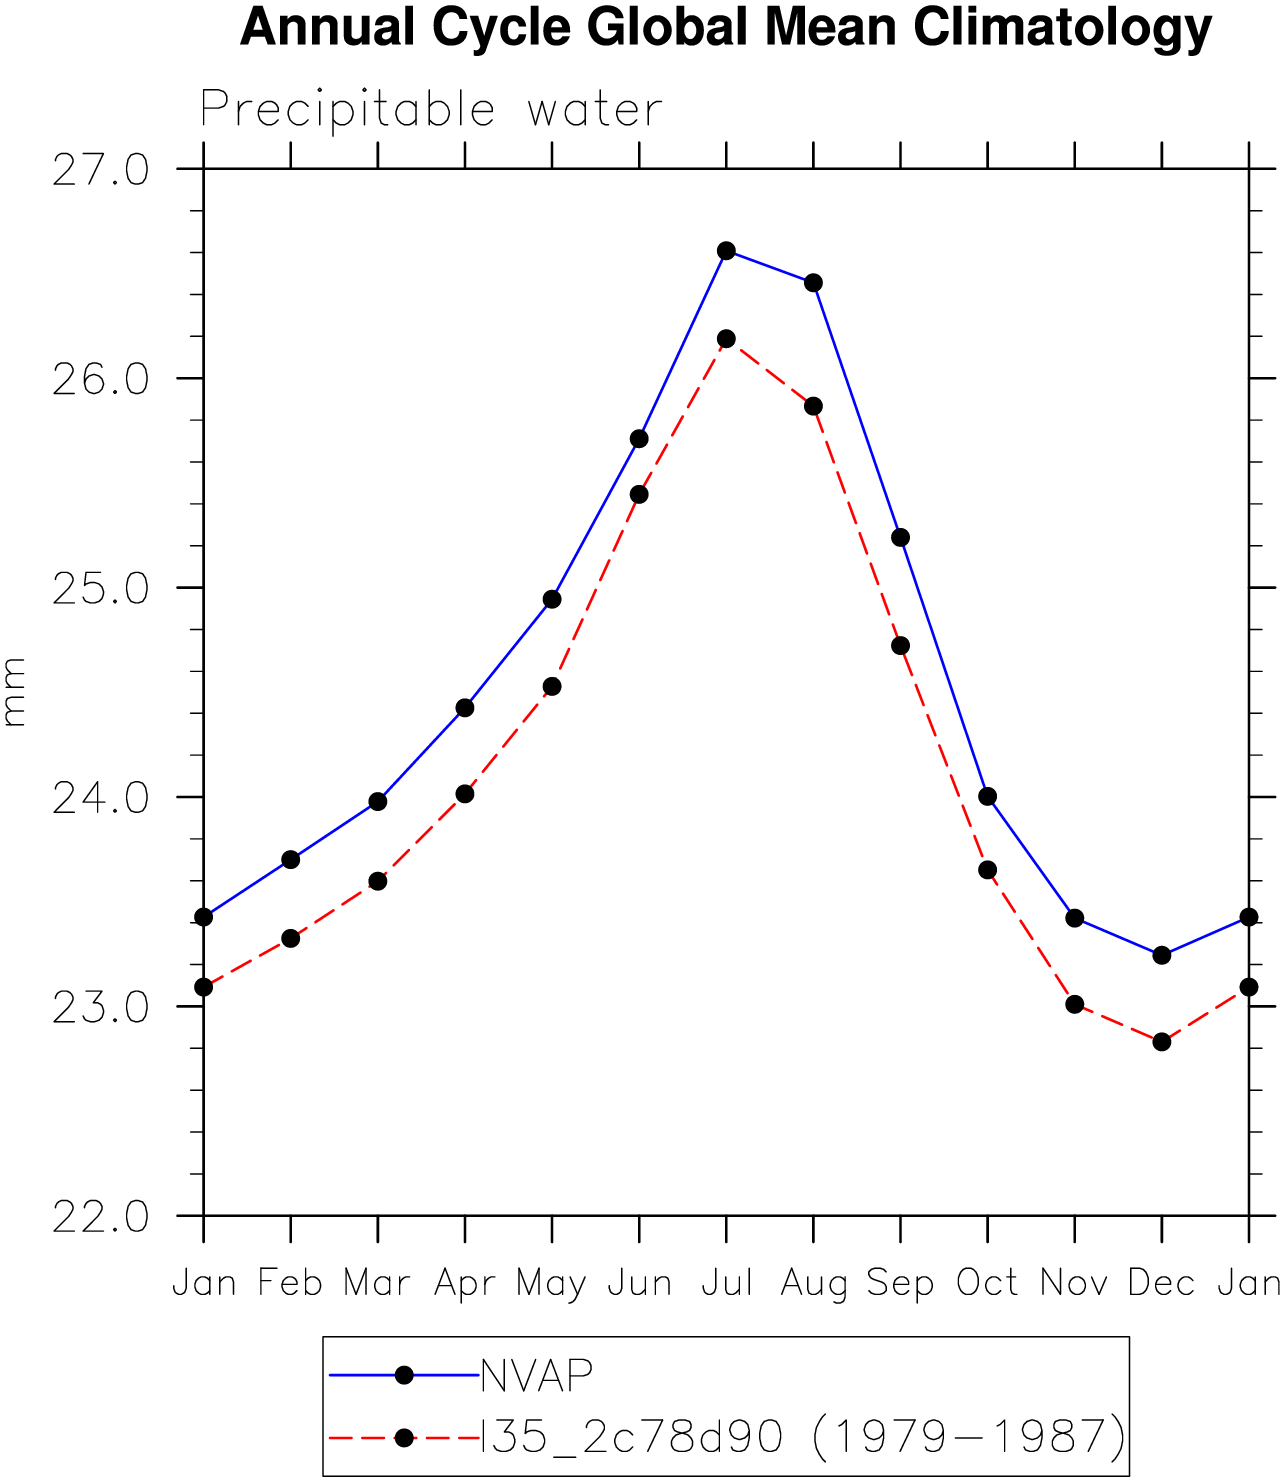 Annual Cycle Global Mean Climatology
Precipitable water
27.0
26.0
25.0
24.0
23.0
22.0
mm
Jan Feb Mar Apr May Jun Jul Aug Sep Oct Nov Dec Jan
NVAP
I35_2c78d90 (1979-1987)